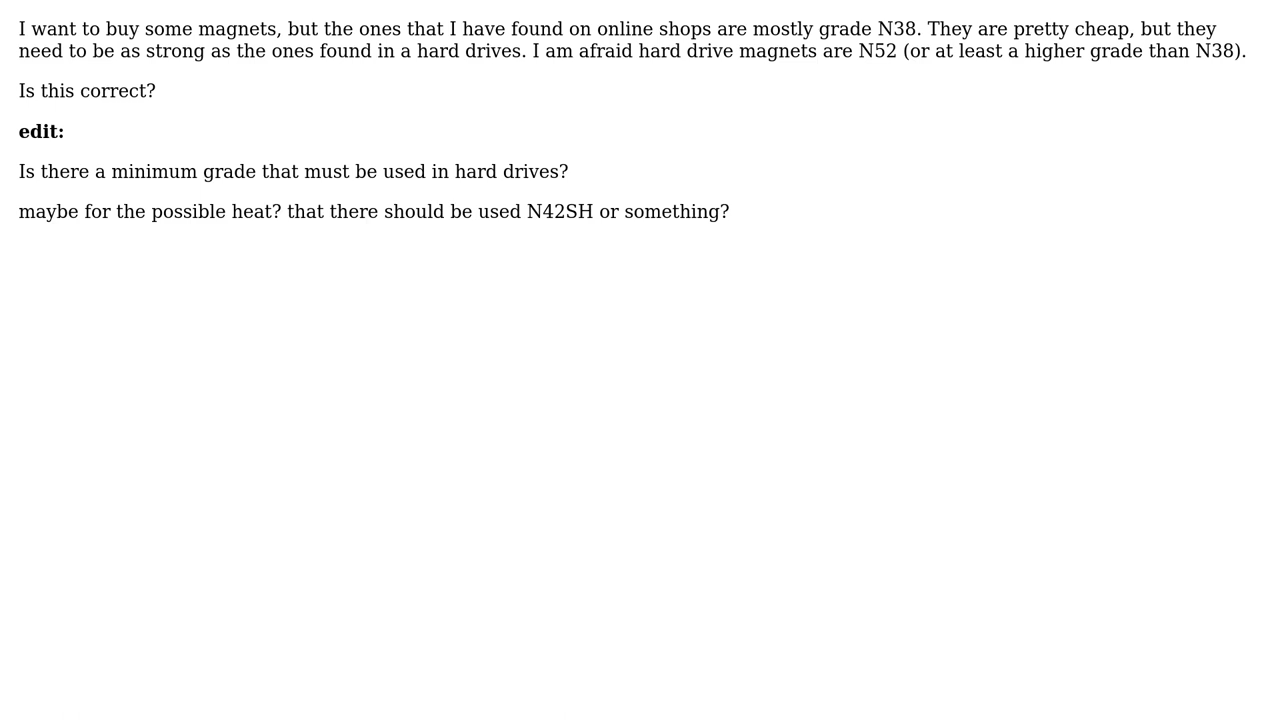 I want to buy some magnets, but the ones that I have found on online shops are mostly grade N38. They are pretty cheap, but they
need to be as strong as the ones found in a hard drives. I am afraid hard drive magnets are N52 (or at least a higher grade than N38).
Is this correct?
edit:
Is there a minimum grade that must be used in hard drives?
maybe for the possible heat? that there should be used N42SH or something?